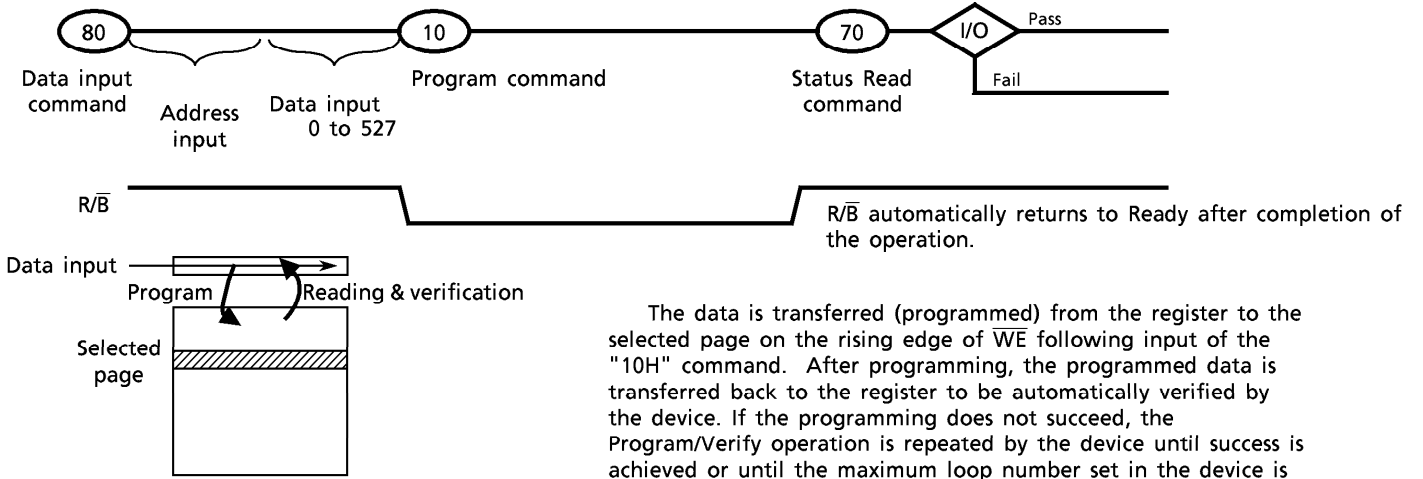 80
10
70
I/O
Pass
Fail
Data input
command
Address
input
Data input
0 to 527
Program command
Status Read
command
R/B̅
R/B̅ automatically returns to Ready after completion of
the operation.
Data input
Program
Reading & verification
Selected
page
The data is transferred (programmed) from the register to the
selected page on the rising edge of W̅E̅ following input of the
"10H" command. After programming, the programmed data is
transferred back to the register to be automatically verified by
the device. If the programming does not succeed, the
Program/Verify operation is repeated by the device until success is
achieved or until the maximum loop number set in the device is